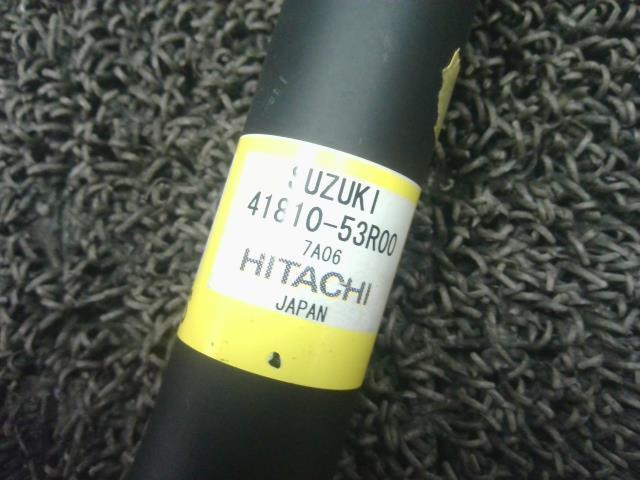 SUZUKI
41810-53R00
7A06
HITACHI
JAPAN